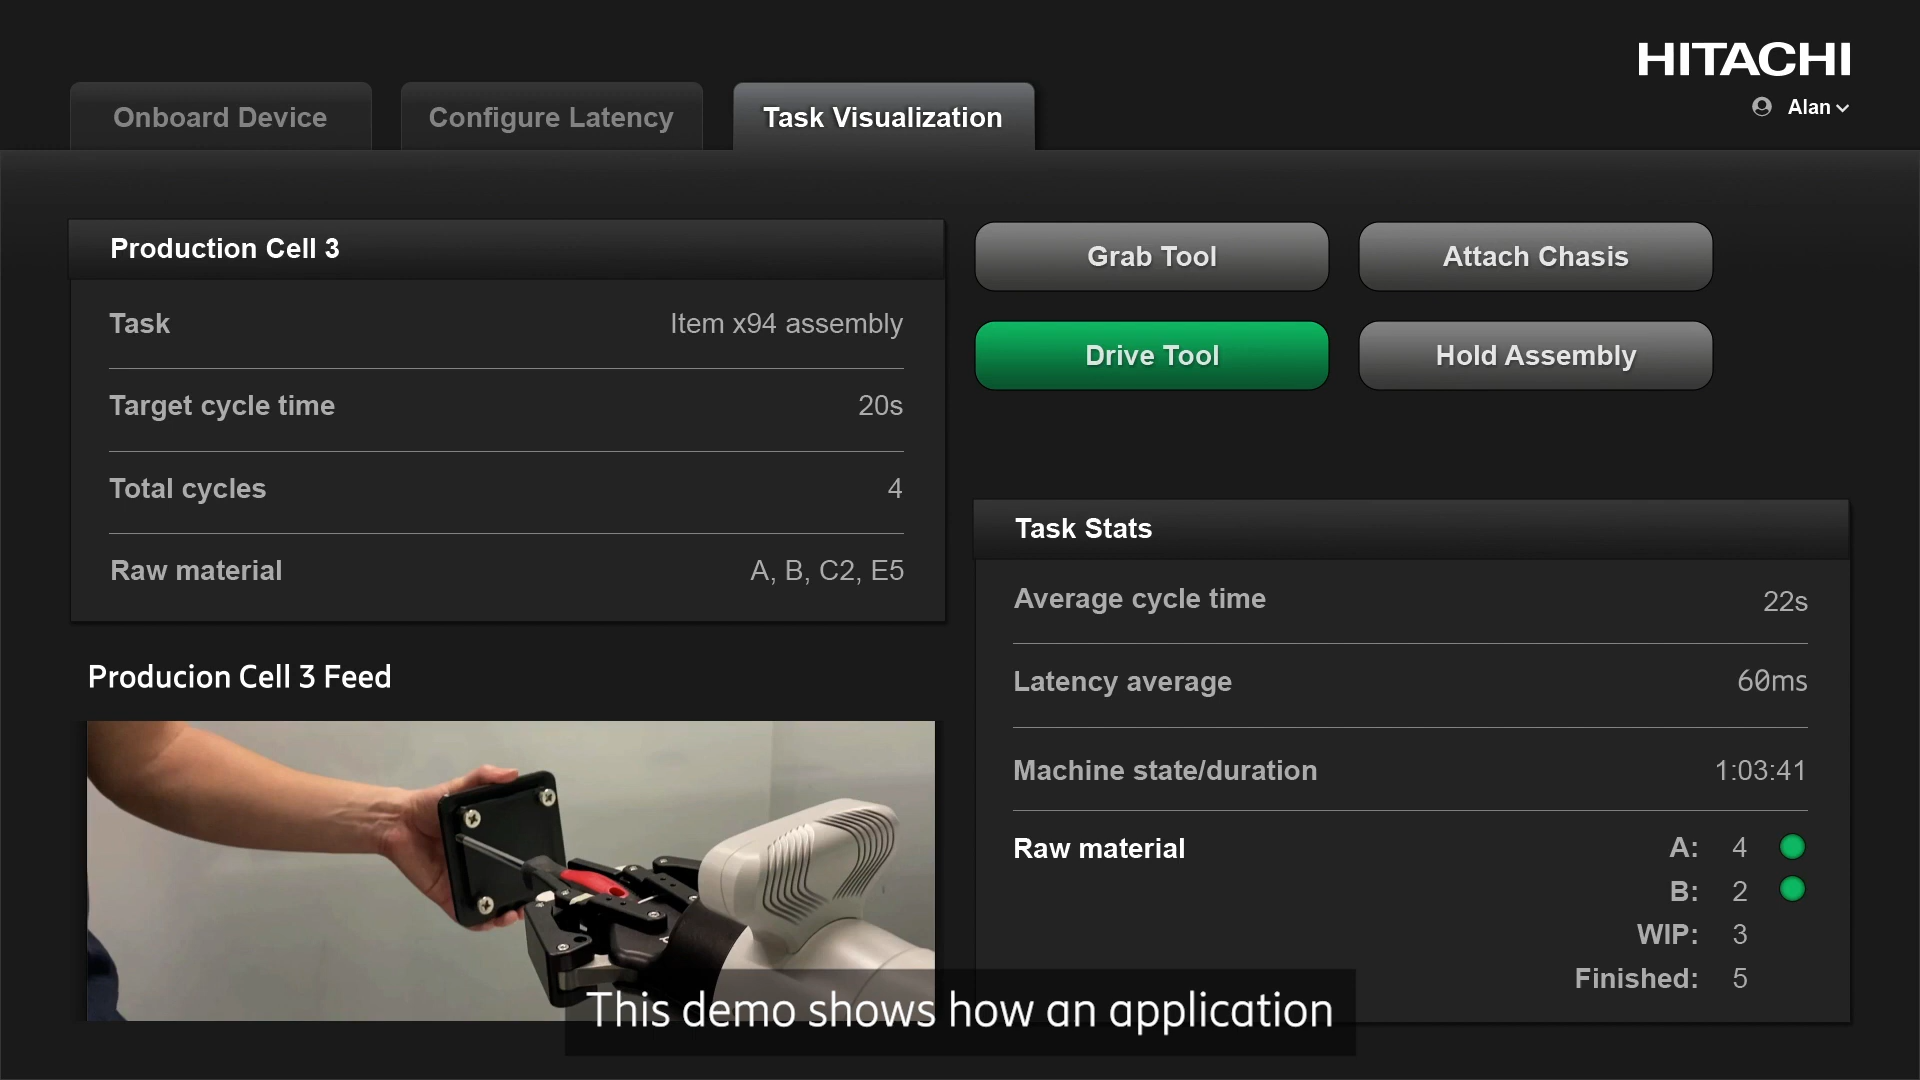 HITACHI
Alan
Onboard Device
Configure Latency
Task Visualization
Production Cell 3
Task Item x94 assembly
Target cycle time 20s
Total cycles 4
Raw material A, B, C2, E5
Producion Cell 3 Feed
Grab Tool
Attach Chasis
Drive Tool
Hold Assembly
Task Stats
Average cycle time 22s
Latency average 60ms
Machine state/duration 1:03:41
Raw material A: 4
B: 2
WIP: 3
Finished: 5
This demo shows how an application